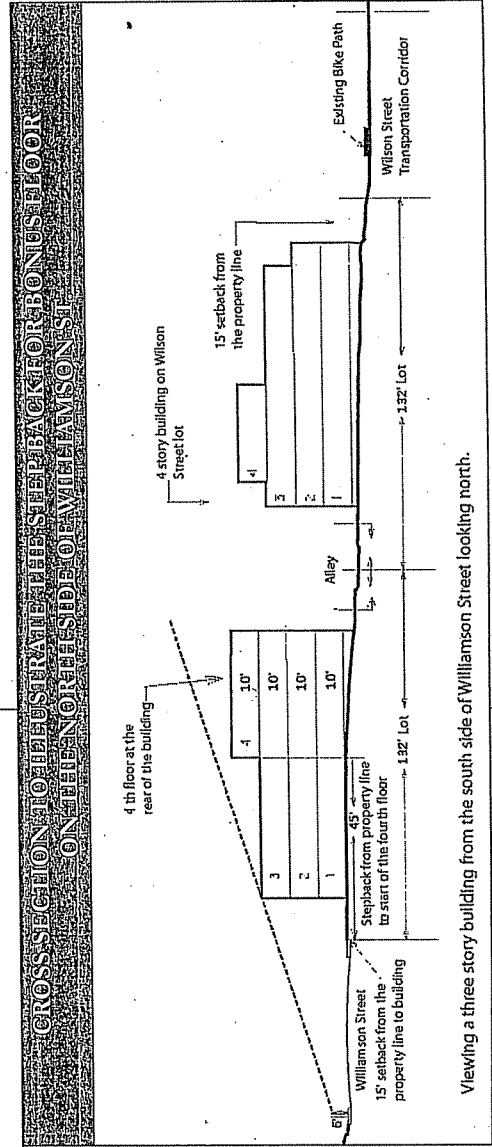 CROSS SECTION TO ILLUSTRATE THE STEP BACK FOR BONUS FLOOR
ON THE NORTH SIDE OF WILLIAMSON ST.
4 th floor at the
rear of the building
4 10'
3 10'
2 10'
1 10'
6'
Williamson Street
15' setback from the
property line to building
45'
Stepback from property line
to start of the fourth floor
132' Lot
Alley
4 story building on Wilson
Street lot
4
3
2
1
15' setback from
the property line
132' Lot
Existing Bike Path
Wilson Street
Transportation Corridor
Viewing a three story building from the south side of Williamson Street looking north.